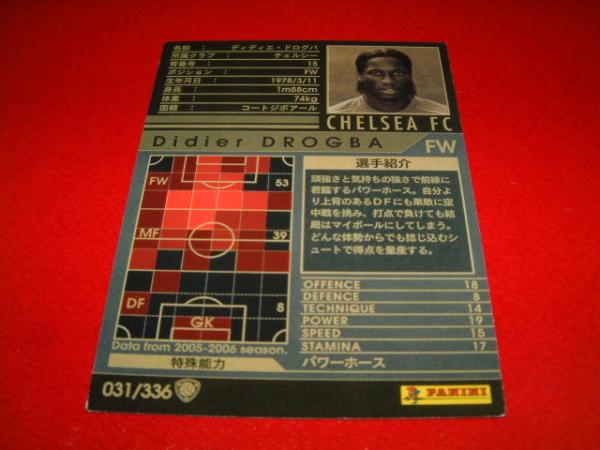 名前 : ディディエ・ドログバ
所属クラブ : チェルシー
背番号 : 15
ポジション : FW
生年月日 : 1978/3/11
身長 : 1m88cm
体重 : 74kg
国籍 : コートジボアール
CHELSEA FC
Didier DROGBA
FW
FW 53
MF 39
DF 8
GK
Data from 2005-2006 season.
選手紹介
頑強さと気持ちの強さで前線に
君臨するパワーホース。自分よ
り上背のあるDFにも果敢に空
中戦を挑み、打点で負けても結
局はマイボールにしてしまう。
どんな体勢からでも捻じ込むシ
ュートで得点を量産する。
OFFENCE 18
DEFENCE 8
TECHNIQUE 14
POWER 19
SPEED 15
STAMINA 17
特殊能力 パワーホース
031/336
PANINI